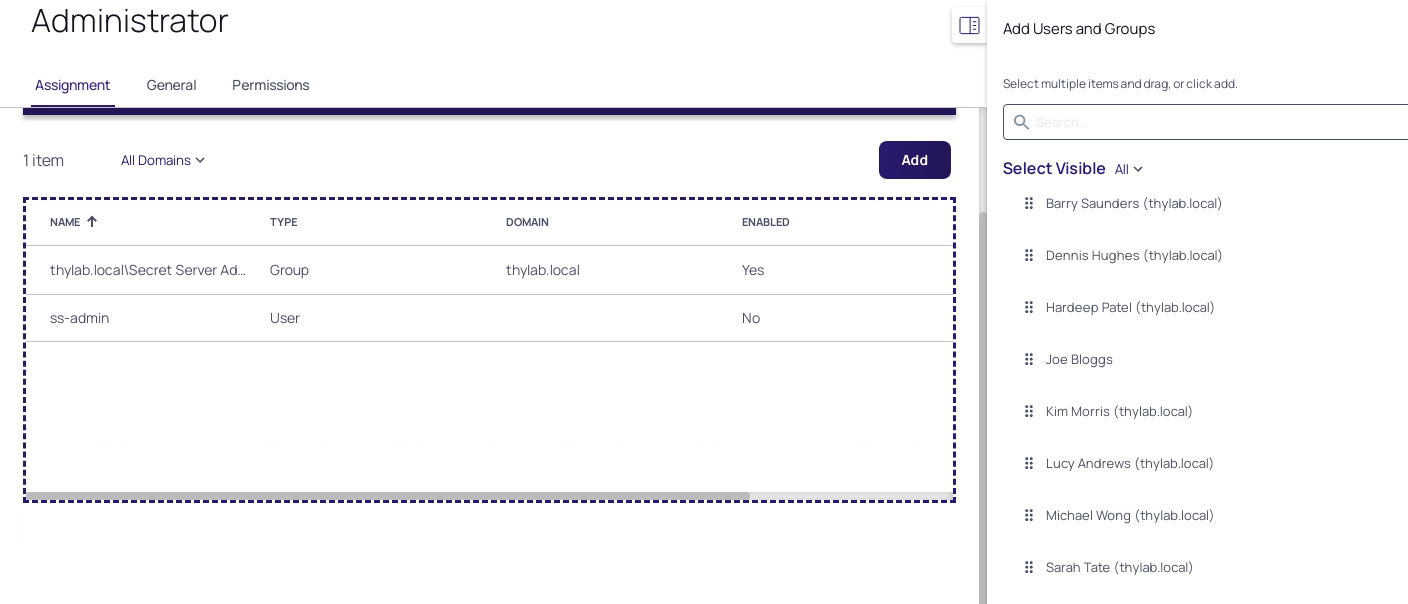 Administrator
Assignment General Permissions
1 item All Domains Add
NAME TYPE DOMAIN ENABLED
thylab.local\Secret Server Ad... Group thylab.local Yes
ss-admin User No
Add Users and Groups
Select multiple items and drag, or click add.
Search...
Select Visible All
Barry Saunders (thylab.local)
Dennis Hughes (thylab.local)
Hardeep Patel (thylab.local)
Joe Bloggs
Kim Morris (thylab.local)
Lucy Andrews (thylab.local)
Michael Wong (thylab.local)
Sarah Tate (thylab.local)